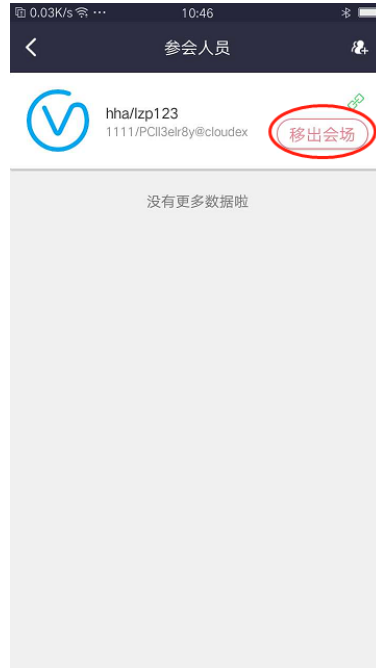 0.03K/s ··· 10:46
参会人员
hha/lzp123
1111/PCll3elr8y@cloudex
移出会场
没有更多数据啦